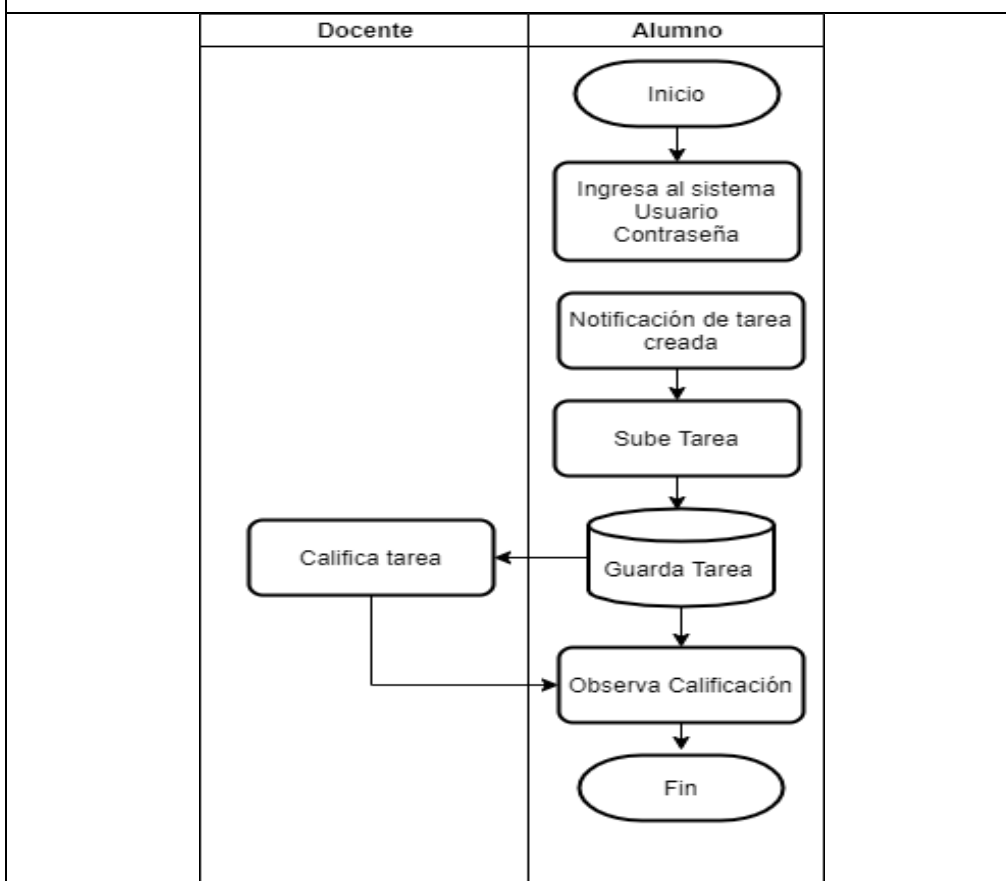 Docente
Alumno
Inicio
Ingresa al sistema
Usuario
Contraseña
Notificación de tarea
creada
Sube Tarea
Califica tarea
Guarda Tarea
Observa Calificación
Fin